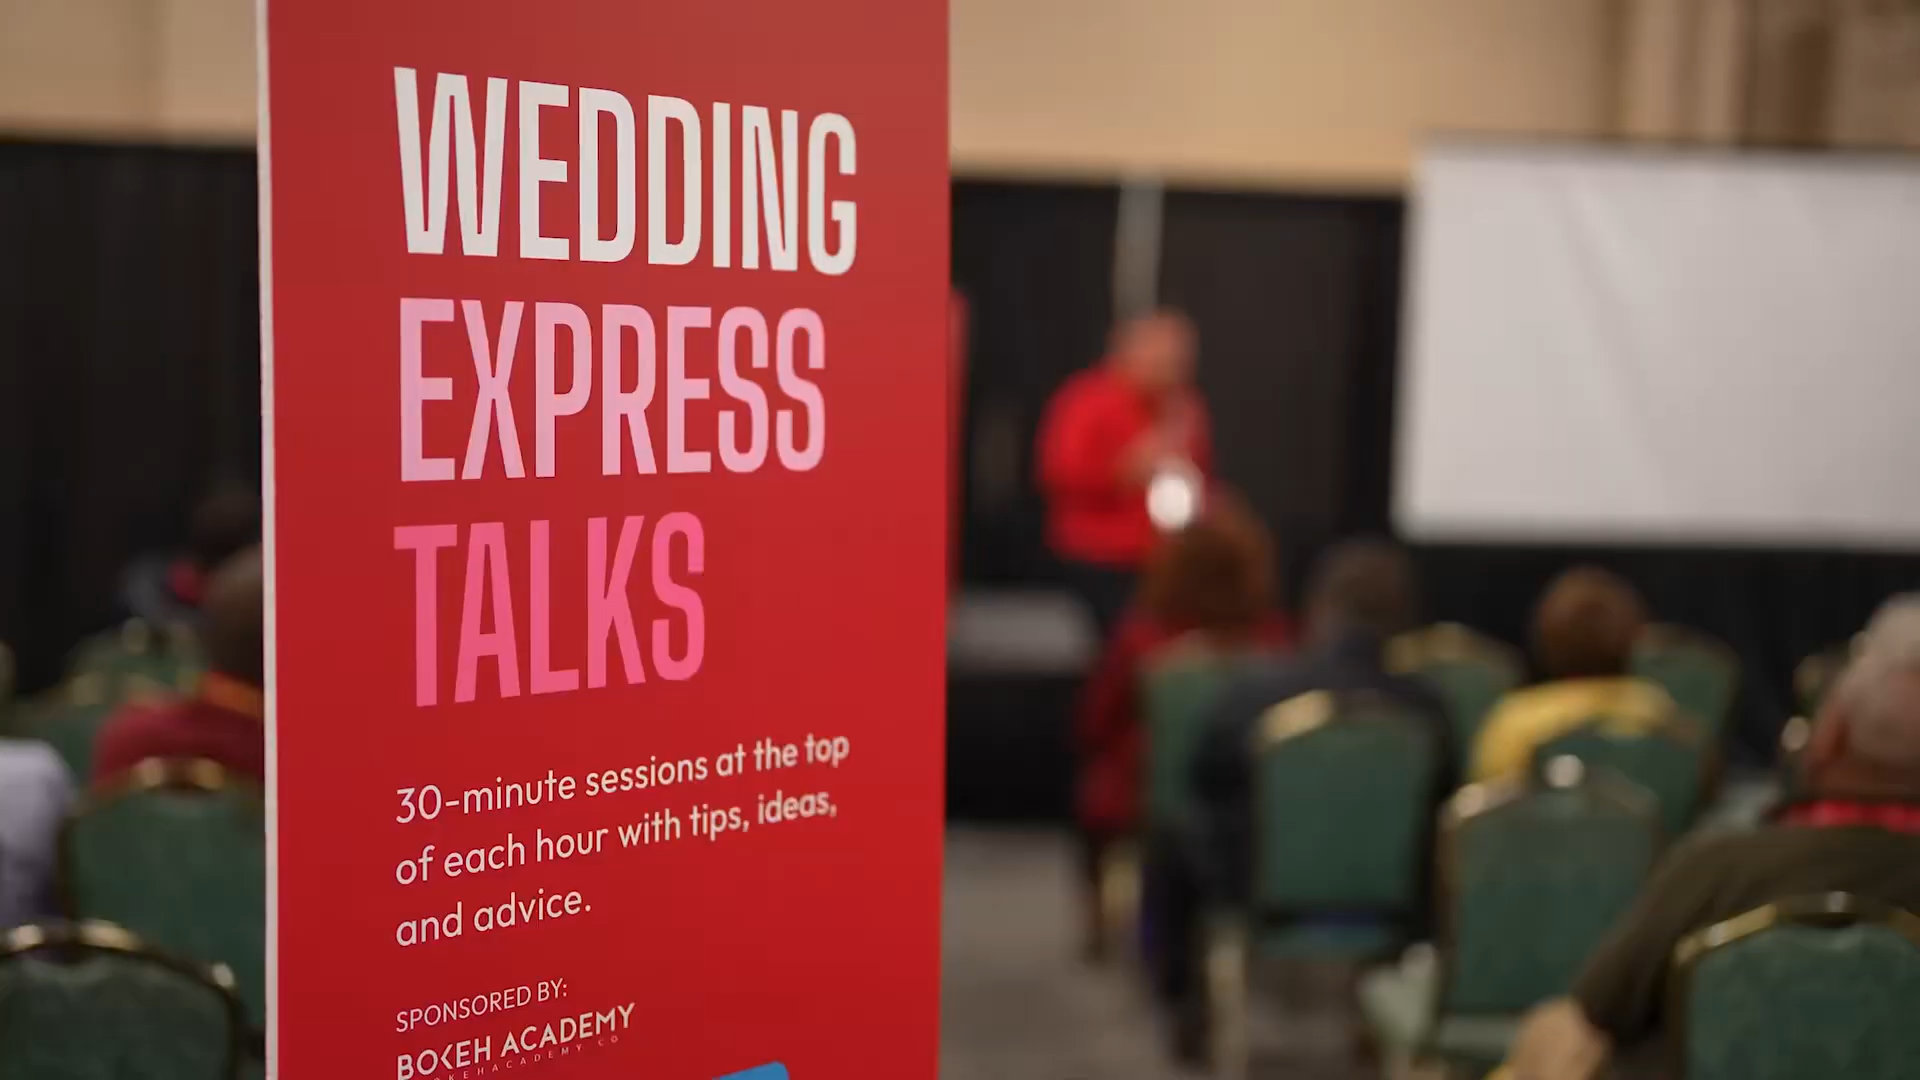 WEDDING
EXPRESS
TALKS
30-minute sessions at the top
of each hour with tips, ideas,
and advice.
SPONSORED BY:
BOKEH ACADEMY